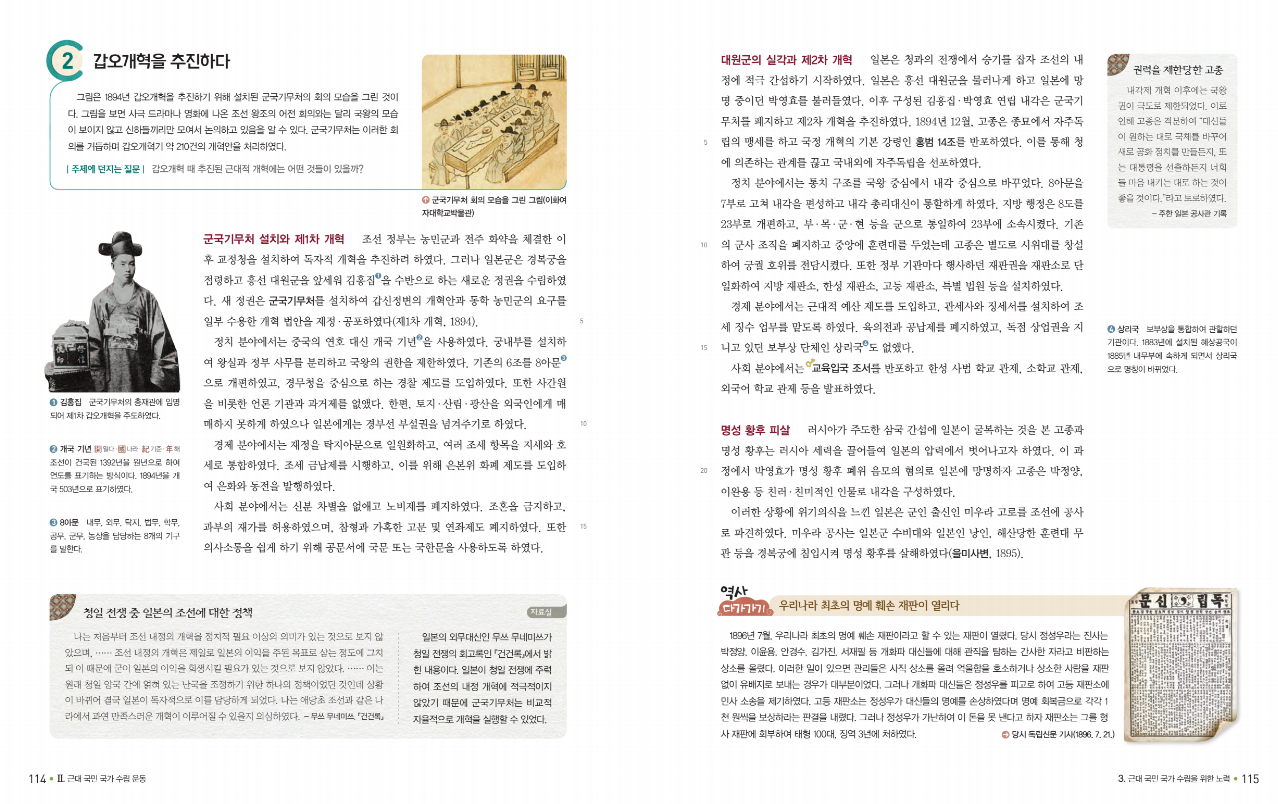 2 갑오개혁을 추진하다
그림은 1894년 갑오개혁을 추진하기 위해 설치된 군국기무처의 회의 모습을 그린 것이
다. 그림을 보면 사극 드라마나 영화에 나온 조선 왕조의 어전 회의와는 달리 국왕의 모습
이 보이지 않고 신하들끼리만 모여서 논의하고 있음을 알 수 있다. 군국기무처는 이러한 회
의를 거듭하며 갑오개혁기 약 210건의 개혁안을 처리하였다.
| 주제에 던지는 질문 | 갑오개혁 때 추진된 근대적 개혁에는 어떤 것들이 있을까?
군국기무처 회의 모습을 그린 그림(이화여
자대학교박물관)
군국기무처 설치와 제1차 개혁 조선 정부는 농민군과 전주 화약을 체결한 이
후 교정청을 설치하여 독자적 개혁을 추진하려 하였다. 그러나 일본군은 경복궁을
점령하고 흥선 대원군을 앞세워 김홍집❶을 수반으로 하는 새로운 정권을 수립하였
다. 새 정권은 군국기무처를 설치하여 갑신정변의 개혁안과 동학 농민군의 요구를
일부 수용한 개혁 법안을 제정·공포하였다(제1차 개혁, 1894). 5
정치 분야에서는 중국의 연호 대신 개국 기년❷을 사용하였다. 궁내부를 설치하
여 왕실과 정부 사무를 분리하고 국왕의 권한을 제한하였다. 기존의 6조를 8아문❸
으로 개편하였고, 경무청을 중심으로 하는 경찰 제도를 도입하였다. 또한 사간원
을 비롯한 언론 기관과 과거제를 없앴다. 한편, 토지·산림·광산을 외국인에게 매
매하지 못하게 하였으나 일본에게는 경부선 부설권을 넘겨주기로 하였다. 10
경제 분야에서는 재정을 탁지아문으로 일원화하고, 여러 조세 항목을 지세와 호
세로 통합하였다. 조세 금납제를 시행하고, 이를 위해 은본위 화폐 제도를 도입하
여 은화와 동전을 발행하였다.
사회 분야에서는 신분 차별을 없애고 노비제를 폐지하였다. 조혼을 금지하고,
과부의 재가를 허용하였으며, 참형과 가혹한 고문 및 연좌제도 폐지하였다. 또한 15
의사소통을 쉽게 하기 위해 공문서에 국문 또는 국한문을 사용하도록 하였다.
❶ 김홍집 군국기무처의 총재관에 임명
되어 제1차 갑오개혁을 주도하였다.
❷ 개국 기년 開 열다·國 나라·記 기준·年 해
조선이 건국된 1392년을 원년으로 하여
연도를 표기하는 방식이다. 1894년을 개
국 503년으로 표기하였다.
❸ 8아문 내무, 외무, 탁지, 법무, 학무,
공무, 군무, 농상을 담당하는 8개의 기구
를 말한다.
청일 전쟁 중 일본의 조선에 대한 정책
자료실
나는 처음부터 조선 내정의 개혁을 정치적 필요 이상의 의미가 있는 것으로 보지 않
았으며, …… 조선 내정의 개혁은 제일로 일본의 이익을 주된 목표로 삼는 정도에 그치
되 이 때문에 굳이 일본의 이익을 희생시킬 필요가 있는 것으로 보지 않았다. …… 이는
원래 청일 양국 간에 얽혀 있는 난국을 조정하기 위한 하나의 정책이었던 것인데 상황
이 바뀌어 결국 일본이 독자적으로 이를 담당하게 되었다. 나는 애당초 조선과 같은 나
라에서 과연 만족스러운 개혁이 이루어질 수 있을지 의심하였다. – 무쓰 무네미쓰, 『건건록』
일본의 외무대신인 무쓰 무네미쓰가
청일 전쟁의 회고록인 『건건록』에서 밝
힌 내용이다. 일본이 청일 전쟁에 주력
하여 조선의 내정 개혁에 적극적이지
않았기 때문에 군국기무처는 비교적
자율적으로 개혁을 실행할 수 있었다.
114 • Ⅱ. 근대 국민 국가 수립 운동
대원군의 실각과 제2차 개혁 일본은 청과의 전쟁에서 승기를 잡자 조선의 내
정에 적극 간섭하기 시작하였다. 일본은 흥선 대원군을 물러나게 하고 일본에 망
명 중이던 박영효를 불러들였다. 이후 구성된 김홍집·박영효 연립 내각은 군국기
무처를 폐지하고 제2차 개혁을 추진하였다. 1894년 12월, 고종은 종묘에서 자주독
5 립의 맹세를 하고 국정 개혁의 기본 강령인 홍범 14조를 반포하였다. 이를 통해 청
에 의존하는 관계를 끊고 국내외에 자주독립을 선포하였다.
정치 분야에서는 통치 구조를 국왕 중심에서 내각 중심으로 바꾸었다. 8아문을
7부로 고쳐 내각을 편성하고 내각 총리대신이 통할하게 하였다. 지방 행정은 8도를
23부로 개편하고, 부·목·군·현 등을 군으로 통일하여 23부에 소속시켰다. 기존
10 의 군사 조직을 폐지하고 중앙에 훈련대를 두었는데 고종은 별도로 시위대를 창설
하여 궁궐 호위를 전담시켰다. 또한 정부 기관마다 행사하던 재판권을 재판소로 단
일화하여 지방 재판소, 한성 재판소, 고등 재판소, 특별 법원 등을 설치하였다.
경제 분야에서는 근대적 예산 제도를 도입하고, 관세사와 징세서를 설치하여 조
세 징수 업무를 맡도록 하였다. 육의전과 공납제를 폐지하였고, 독점 상업권을 지
15 니고 있던 보부상 단체인 상리국❹도 없앴다.
사회 분야에서는 교육입국 조서를 반포하고 한성 사범 학교 관제, 소학교 관제,
외국어 학교 관제 등을 발표하였다.
명성 황후 피살 러시아가 주도한 삼국 간섭에 일본이 굴복하는 것을 본 고종과
명성 황후는 러시아 세력을 끌어들여 일본의 압력에서 벗어나고자 하였다. 이 과
20 정에서 박영효가 명성 황후 폐위 음모의 혐의로 일본에 망명하자 고종은 박정양,
이완용 등 친러·친미적인 인물로 내각을 구성하였다.
이러한 상황에 위기의식을 느낀 일본은 군인 출신인 미우라 고로를 조선에 공사
로 파견하였다. 미우라 공사는 일본군 수비대와 일본인 낭인, 해산당한 훈련대 무
관 등을 경복궁에 침입시켜 명성 황후를 살해하였다(을미사변, 1895).
권력을 제한당한 고종
내각제 개혁 이후에는 국왕
권이 극도로 제한되었다. 이로
인해 고종은 격분하여 "대신들
이 원하는 대로 국체를 바꾸어
새로 공화 정치를 만들든지, 또
는 대통령을 선출하든지 너희
들 마음 내키는 대로 하는 것이
좋을 것이다."라고 토로하였다.
– 주한 일본 공사관 기록
❹ 상리국 보부상을 통합하여 관할하던
기관이다. 1883년에 설치된 혜상공국이
1885년 내무부에 속하게 되면서 상리국
으로 명칭이 바뀌었다.
역사
다가가기 우리나라 최초의 명예 훼손 재판이 열리다
1896년 7월, 우리나라 최초의 명예 훼손 재판이라고 할 수 있는 재판이 열렸다. 당시 정성우라는 진사는
박정양, 이윤용, 안경수, 김가진, 서재필 등 개화파 대신들에 대해 관직을 탐하는 간사한 자라고 비판하는
상소를 올렸다. 이러한 일이 있으면 관리들은 사직 상소를 올려 억울함을 호소하거나 상소한 사람을 재판
없이 유배지로 보내는 경우가 대부분이었다. 그러나 개화파 대신들은 정성우를 피고로 하여 고등 재판소에
민사 소송을 제기하였다. 고등 재판소는 정성우가 대신들의 명예를 손상하였다며 명예 회복금으로 각각 1
천 원씩을 보상하라는 판결을 내렸다. 그러나 정성우가 가난하여 이 돈을 못 낸다고 하자 재판소는 그를 형
사 재판에 회부하여 태형 100대, 징역 3년에 처하였다.
당시 독립신문 기사(1896. 7. 21.)
문신립독
3. 근대 국민 국가 수립을 위한 노력 • 115